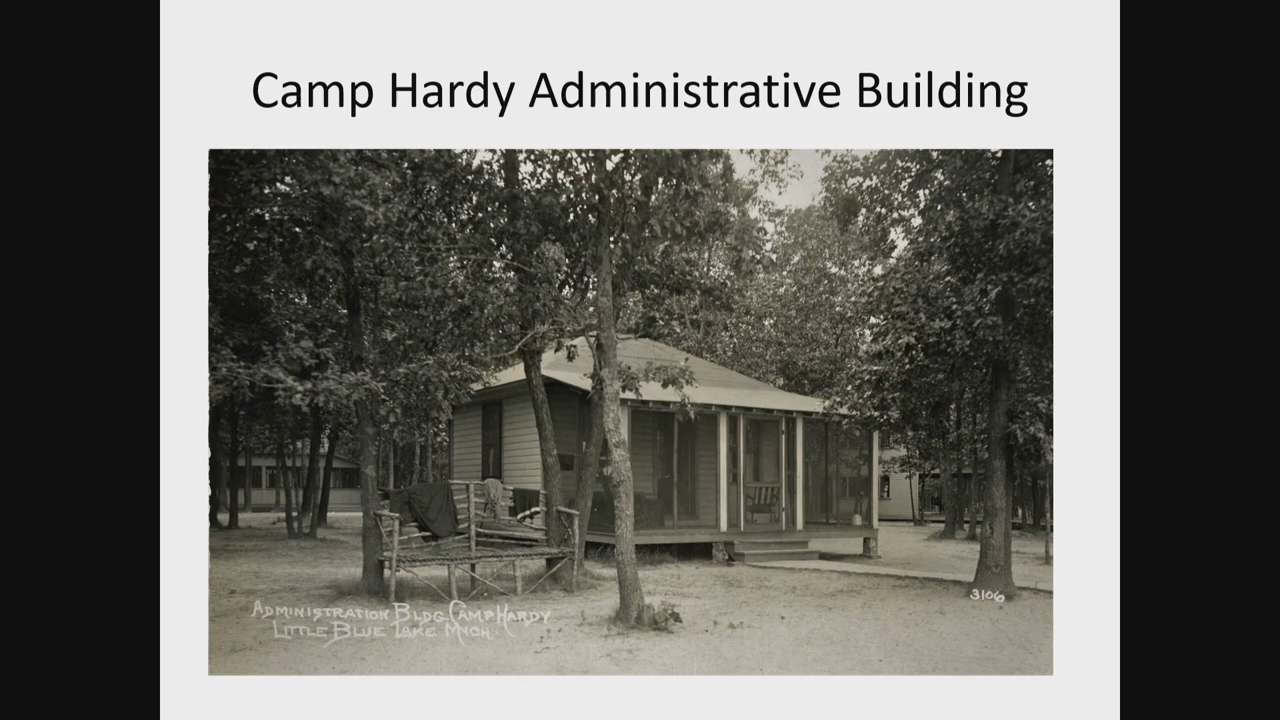 Camp Hardy Administrative Building
3106
ADMINISTRATION BLDG. CAMP HARDY
LITTLE BLUE LAKE MICH.